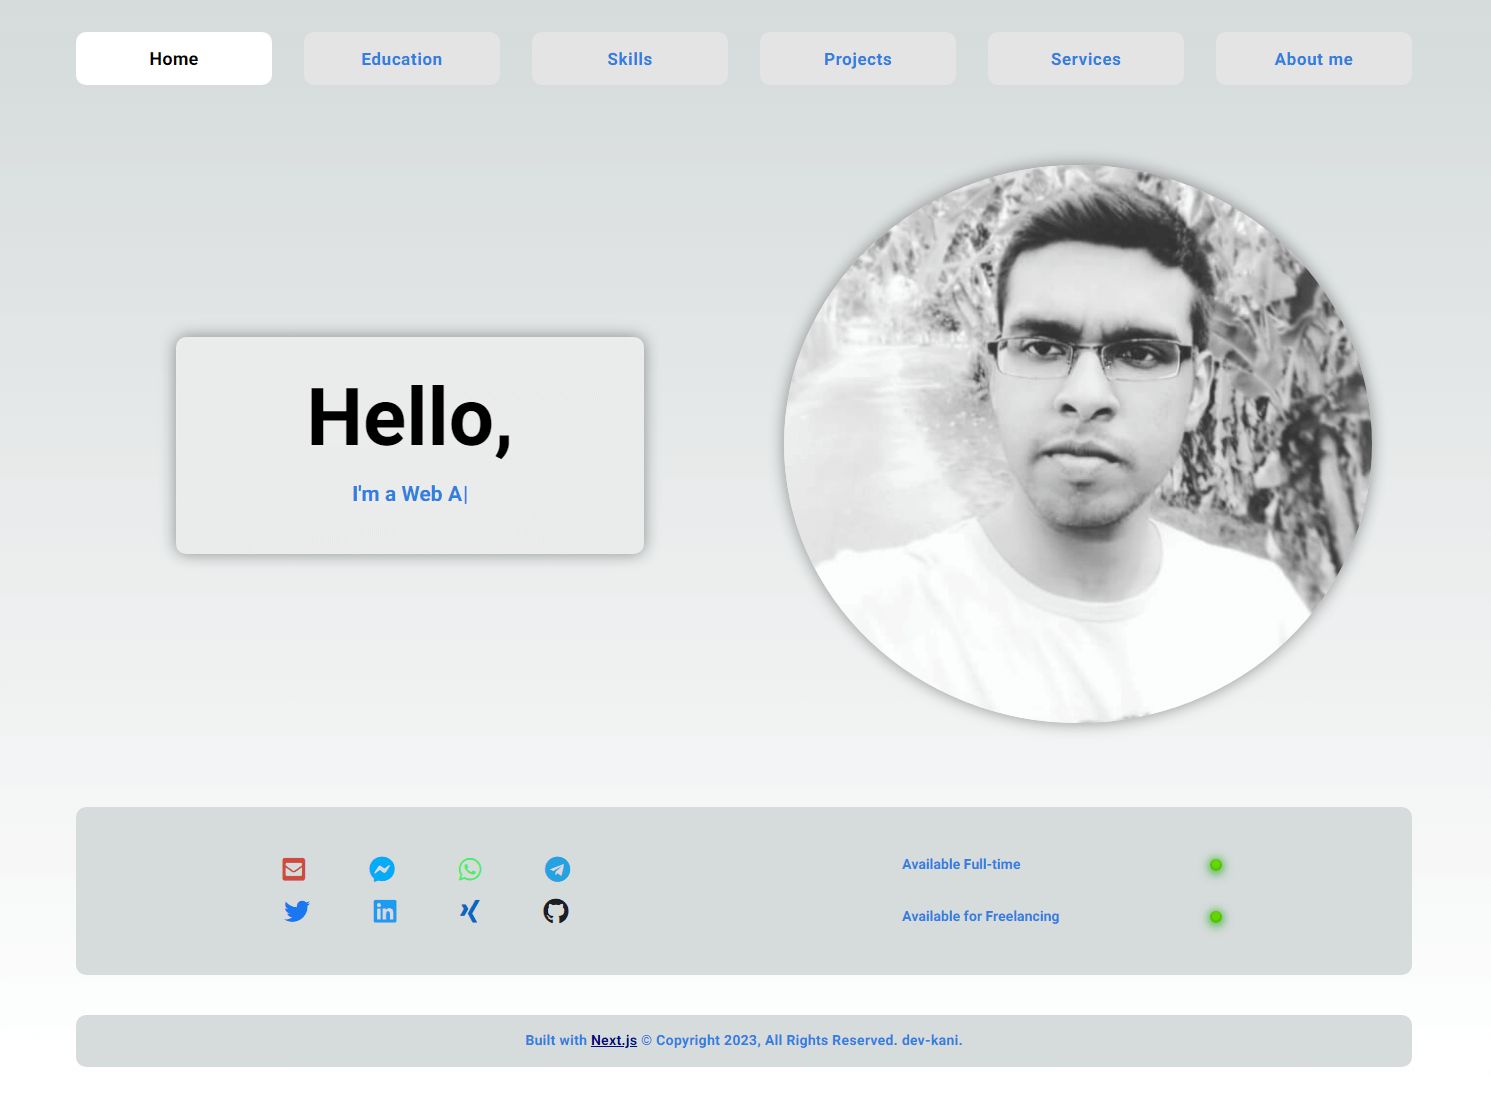 Home
Education
Skills
Projects
Services
About me
Hello,
I'm a Web A|
Available Full-time
Available for Freelancing
Built with Next.js © Copyright 2023, All Rights Reserved. dev-kani.